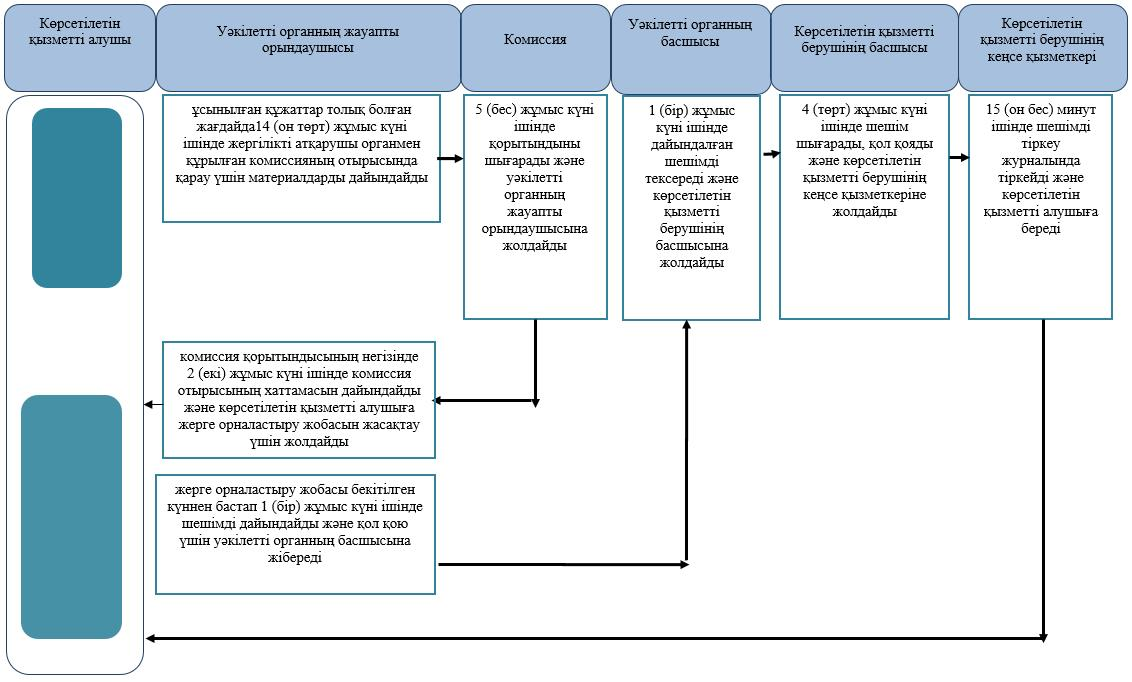 Көрсетілетін
қызметті алушы
Уәкілетті органның жауапты
орындаушысы
Комиссия
Уәкілетті органның
басшысы
Көрсетілетін қызметті
берушінің басшысы
Көрсетілетін
қызметті берушінің
кеңсе қызметкері
ұсынылған құжаттар толық болған
жағдайда14 (он төрт) жұмыс күні
ішінде жергілікті атқарушы органмен
құрылған комиссияның отырысында
қарау үшін материалдарды дайындайды
5 (бес) жұмыс күні
ішінде
қорытындыны
шығарады және
уәкілетті
органның
жауапты
орындаушысына
жолдайды
1 (бір) жұмыс
күні ішінде
дайындалған
шешімді
тексереді және
көрсетілетін
қызметті
берушінің
басшысына
жолдайды
4 (төрт) жұмыс күні
ішінде шешім
шығарады, қол қояды
және көрсетілетін
қызметті берушінің
кеңсе қызметкеріне
жолдайды
15 (он бес) минут
ішінде шешімді
тіркеу
журналында
тіркейді және
көрсетілетін
қызметті алушыға
береді
комиссия қорытындысының негізінде
2 (екі) жұмыс күні ішінде комиссия
отырысының хаттамасын дайындайды
және көрсетілетін қызметті алушыға
жерге орналастыру жобасын жасақтау
үшін жолдайды
жерге орналастыру жобасы бекітілген
күннен бастап 1 (бір) жұмыс күні ішінде
шешімді дайындайды және қол қою
үшін уәкілетті органның басшысына
жібереді